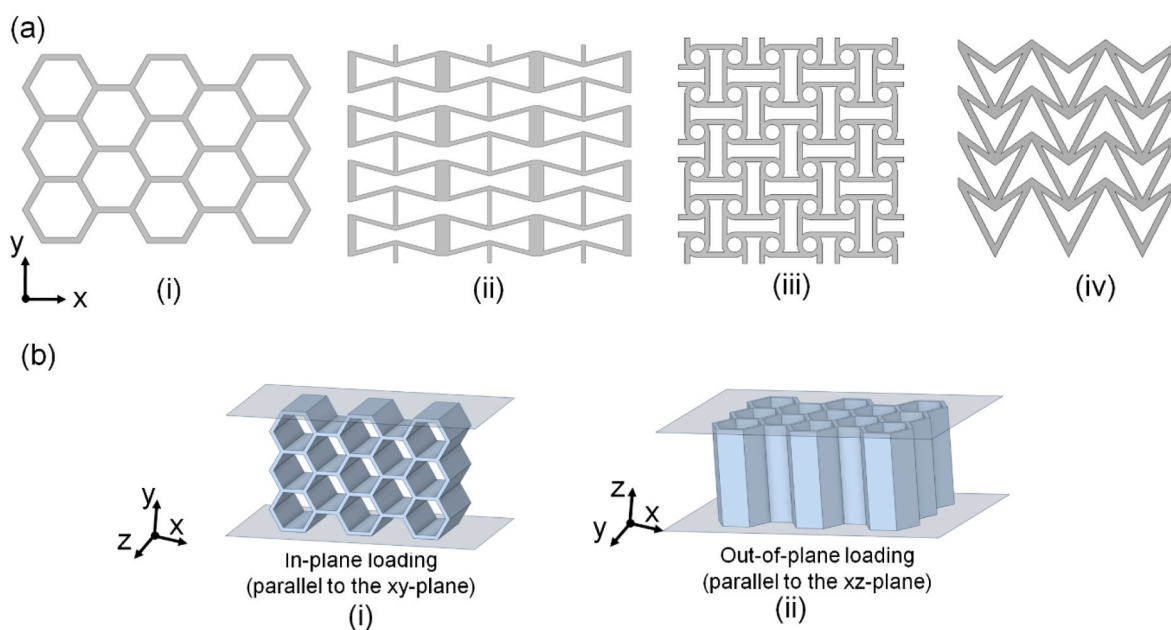 (a)
y
x
(i)
(ii)
(iii)
(iv)
(b)
y
z
x
In-plane loading
(parallel to the xy-plane)
(i)
z
y
x
Out-of-plane loading
(parallel to the xz-plane)
(ii)